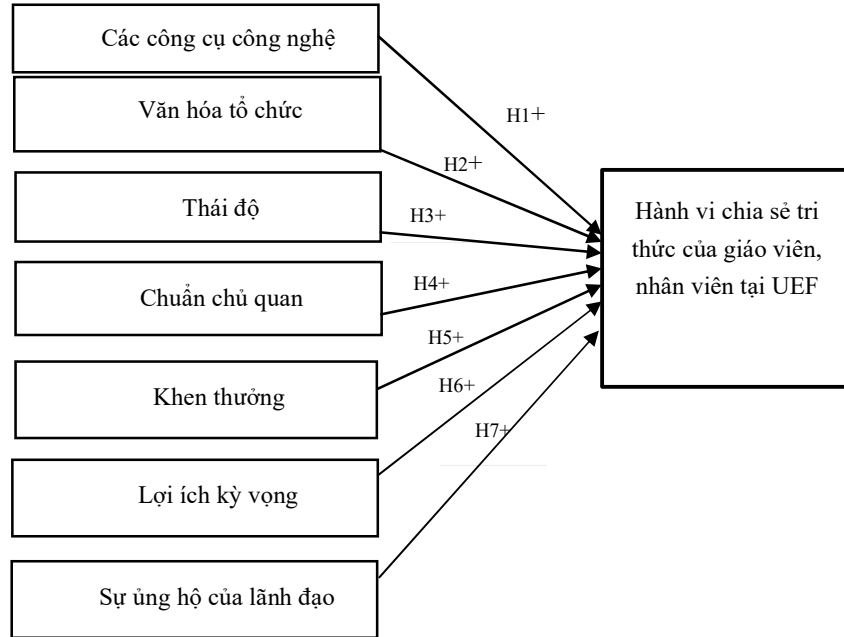 Các công cụ công nghệ
Văn hóa tổ chức
Thái độ
Chuẩn chủ quan
Khen thưởng
Lợi ích kỳ vọng
Sự ủng hộ của lãnh đạo
H1+
H2+
H3+
H4+
H5+
H6+
H7+
Hành vi chia sẻ tri
thức của giáo viên,
nhân viên tại UEF